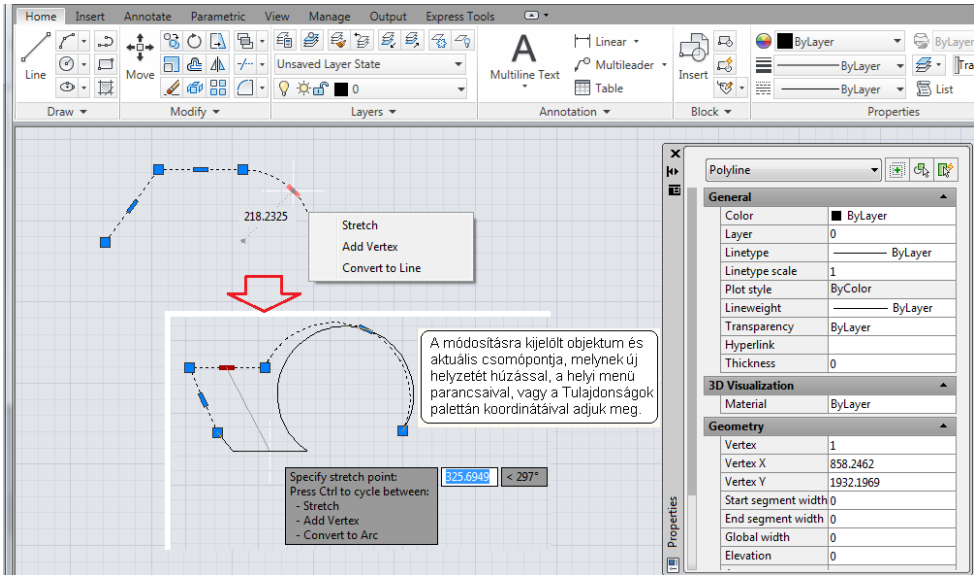 Home Insert Annotate Parametric View Manage Output Express Tools
Line
Move
Unsaved Layer State
0
Multiline Text
Linear
Multileader
Table
Insert
ByLayer
ByLayer
ByLayer
ByLayer
Tra
List
Draw Modify Layers Annotation Block Properties
218.2325
Stretch
Add Vertex
Convert to Line
A módosításra kijelölt objektum és
aktuális csomópontja, melynek új
helyzetét húzással, a helyi menü
parancsaival, vagy a Tulajdonságok
palettán koordinátáival adjuk meg.
Specify stretch point: 325.6949 < 297°
Press Ctrl to cycle between:
- Stretch
- Add Vertex
- Convert to Arc
Polyline
General
Color ByLayer
Layer 0
Linetype ByLayer
Linetype scale 1
Plot style ByColor
Lineweight ByLayer
Transparency ByLayer
Hyperlink
Thickness 0
3D Visualization
Material ByLayer
Geometry
Vertex 1
Vertex X 858.2462
Vertex Y 1932.1969
Start segment width 0
End segment width 0
Global width 0
Elevation 0
Properties